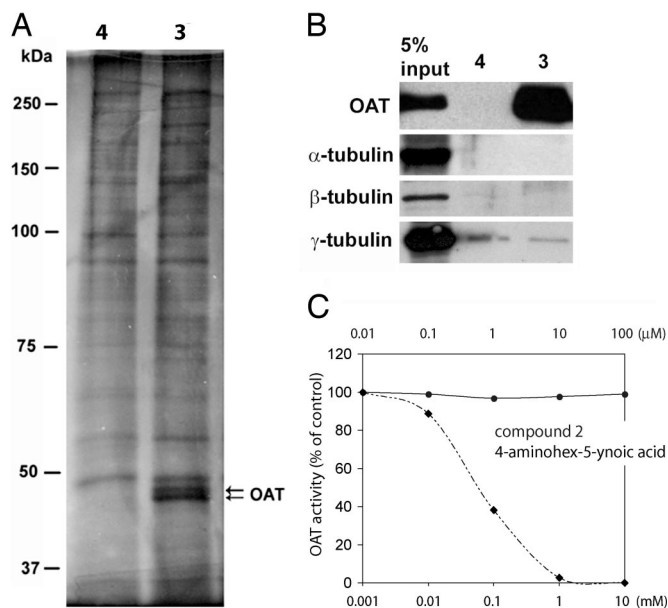 A
4 3
kDa
250
150
100
75
50
37
⇇ OAT
B
5% input 4 3
OAT
α-tubulin
β-tubulin
γ-tubulin
C
0.01 0.1 1 10 100 (μM)
120
100
80
60
40
20
0
OAT activity (% of control)
compound 2
4-aminohex-5-ynoic acid
0.001 0.01 0.1 1 10 (mM)